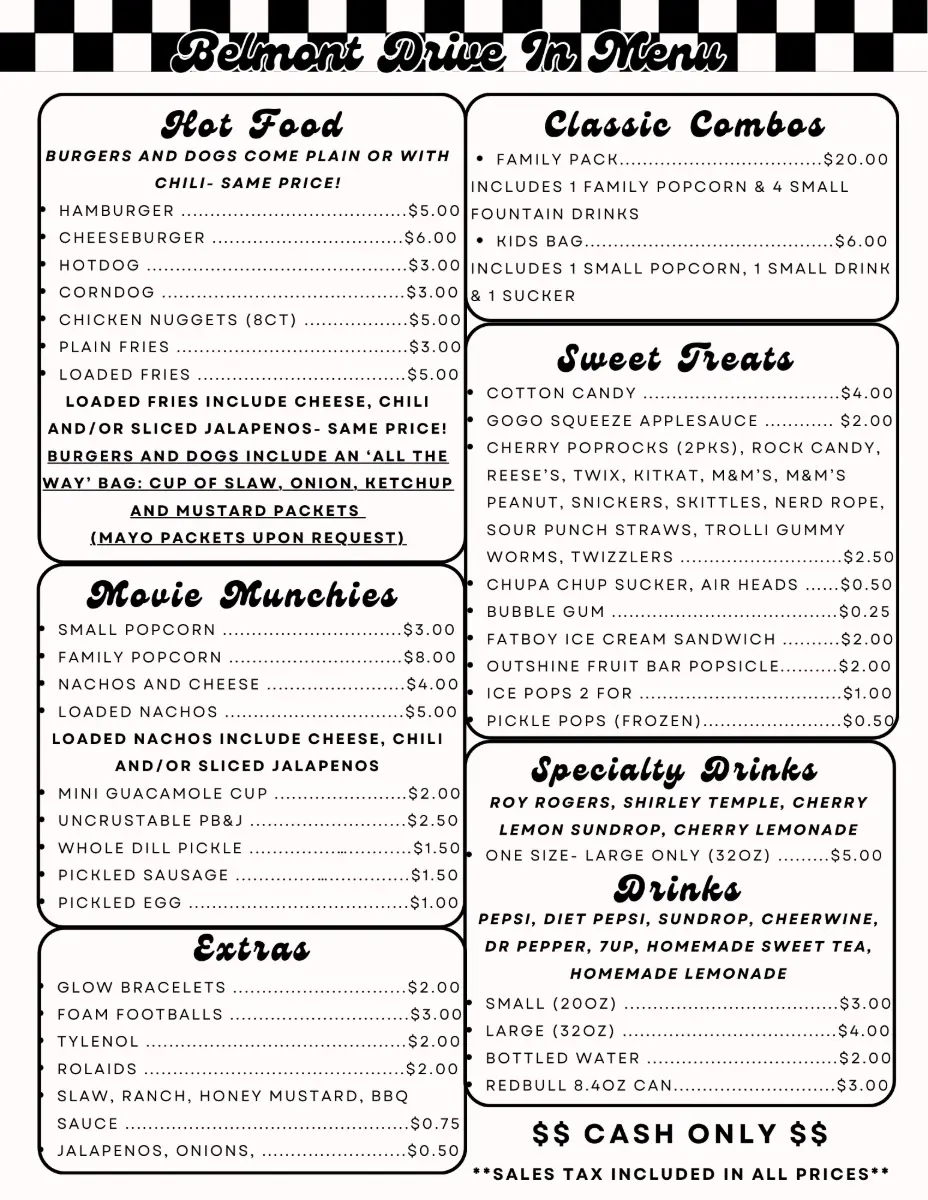 Belmont Drive In Menu
Hot Food
BURGERS AND DOGS COME PLAIN OR WITH
CHILI- SAME PRICE!
• HAMBURGER .......................................$5.00
• CHEESEBURGER .................................$6.00
• HOTDOG .............................................$3.00
• CORNDOG ..........................................$3.00
• CHICKEN NUGGETS (8CT) ..................$5.00
• PLAIN FRIES ........................................$3.00
• LOADED FRIES ....................................$5.00
LOADED FRIES INCLUDE CHEESE, CHILI
AND/OR SLICED JALAPENOS- SAME PRICE!
BURGERS AND DOGS INCLUDE AN ‘ALL THE
WAY’ BAG: CUP OF SLAW, ONION, KETCHUP
AND MUSTARD PACKETS
(MAYO PACKETS UPON REQUEST)
Movie Munchies
• SMALL POPCORN ...............................$3.00
• FAMILY POPCORN ..............................$8.00
• NACHOS AND CHEESE ........................$4.00
• LOADED NACHOS ...............................$5.00
LOADED NACHOS INCLUDE CHEESE, CHILI
AND/OR SLICED JALAPENOS
• MINI GUACAMOLE CUP .......................$2.00
• UNCRUSTABLE PB&J ............................$2.50
• WHOLE DILL PICKLE ............................$1.50
• PICKLED SAUSAGE ..............................$1.50
• PICKLED EGG ......................................$1.00
Extras
• GLOW BRACELETS ..............................$2.00
• FOAM FOOTBALLS ...............................$3.00
• TYLENOL .............................................$2.00
• ROLAIDS .............................................$2.00
• SLAW, RANCH, HONEY MUSTARD, BBQ
SAUCE .................................................$0.75
• JALAPENOS, ONIONS, .........................$0.50
Classic Combos
• FAMILY PACK...................................$20.00
INCLUDES 1 FAMILY POPCORN & 4 SMALL
FOUNTAIN DRINKS
• KIDS BAG...........................................$6.00
INCLUDES 1 SMALL POPCORN, 1 SMALL DRINK
& 1 SUCKER
Sweet Treats
• COTTON CANDY ..................................$4.00
• GOGO SQUEEZE APPLESAUCE ............ $2.00
• CHERRY POPROCKS (2PKS), ROCK CANDY,
REESE’S, TWIX, KITKAT, M&M’S, M&M’S
PEANUT, SNICKERS, SKITTLES, NERD ROPE,
SOUR PUNCH STRAWS, TROLLI GUMMY
WORMS, TWIZZLERS ............................$2.50
• CHUPA CHUP SUCKER, AIR HEADS ......$0.50
• BUBBLE GUM .......................................$0.25
• FATBOY ICE CREAM SANDWICH ..........$2.00
• OUTSHINE FRUIT BAR POPSICLE.........$2.00
• ICE POPS 2 FOR ...................................$1.00
• PICKLE POPS (FROZEN)........................$0.50
Specialty Drinks
ROY ROGERS, SHIRLEY TEMPLE, CHERRY
LEMON SUNDROP, CHERRY LEMONADE
• ONE SIZE- LARGE ONLY (32OZ) .........$5.00
Drinks
PEPSI, DIET PEPSI, SUNDROP, CHEERWINE,
DR PEPPER, 7UP, HOMEMADE SWEET TEA,
HOMEMADE LEMONADE
• SMALL (20OZ) .....................................$3.00
• LARGE (32OZ) .....................................$4.00
• BOTTLED WATER .................................$2.00
• REDBULL 8.4OZ CAN............................$3.00
$$ CASH ONLY $$
**SALES TAX INCLUDED IN ALL PRICES**